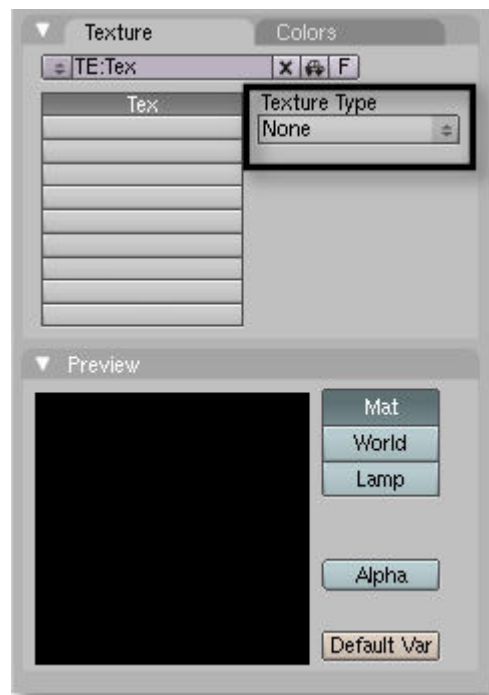 Texture Colors
TE:Tex X F
Tex
Texture Type
None
Preview
Mat
World
Lamp
Alpha
Default Var